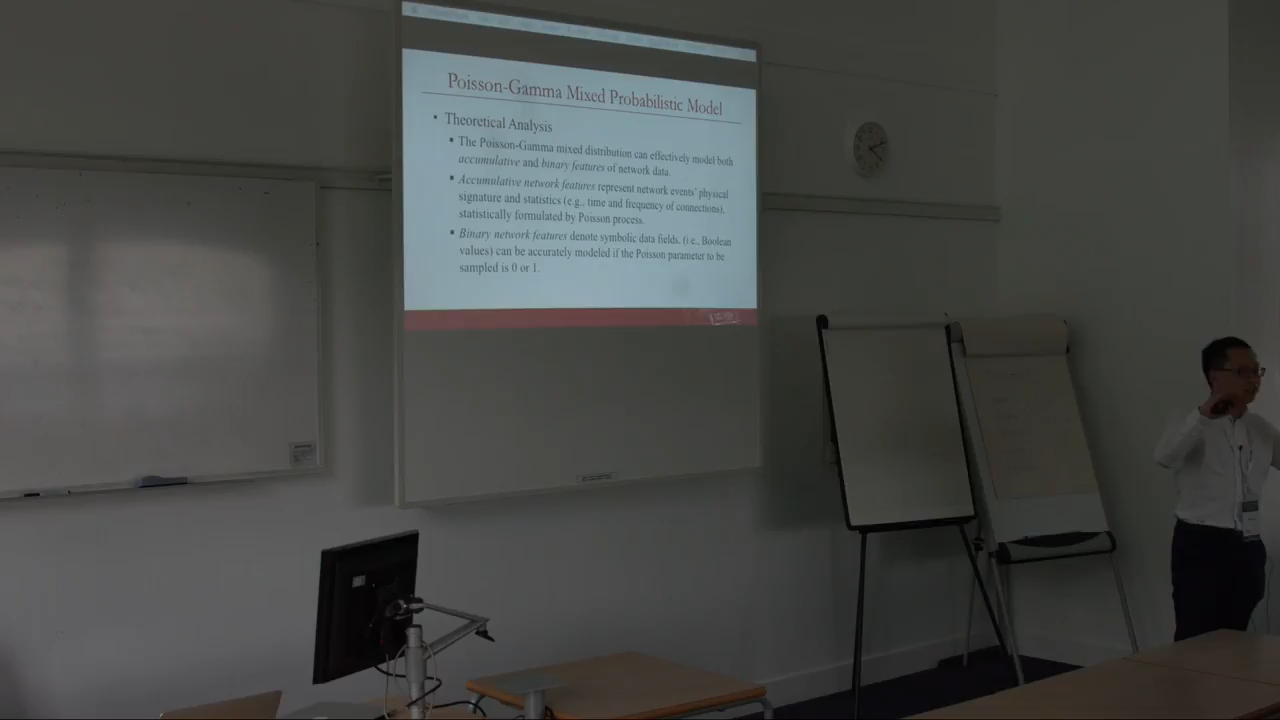 Poisson-Gamma Mixed Probabilistic Model
▪ Theoretical Analysis
▪ The Poisson-Gamma mixed distribution can effectively model both
accumulative and binary features of network data.
▪ Accumulative network features represent network events' physical
signature and statistics (e.g., time and frequency of connections),
statistically formulated by Poisson process.
▪ Binary network features denote symbolic data fields. (i.e., Boolean
values) can be accurately modeled if the Poisson parameter to be
sampled is 0 or 1.